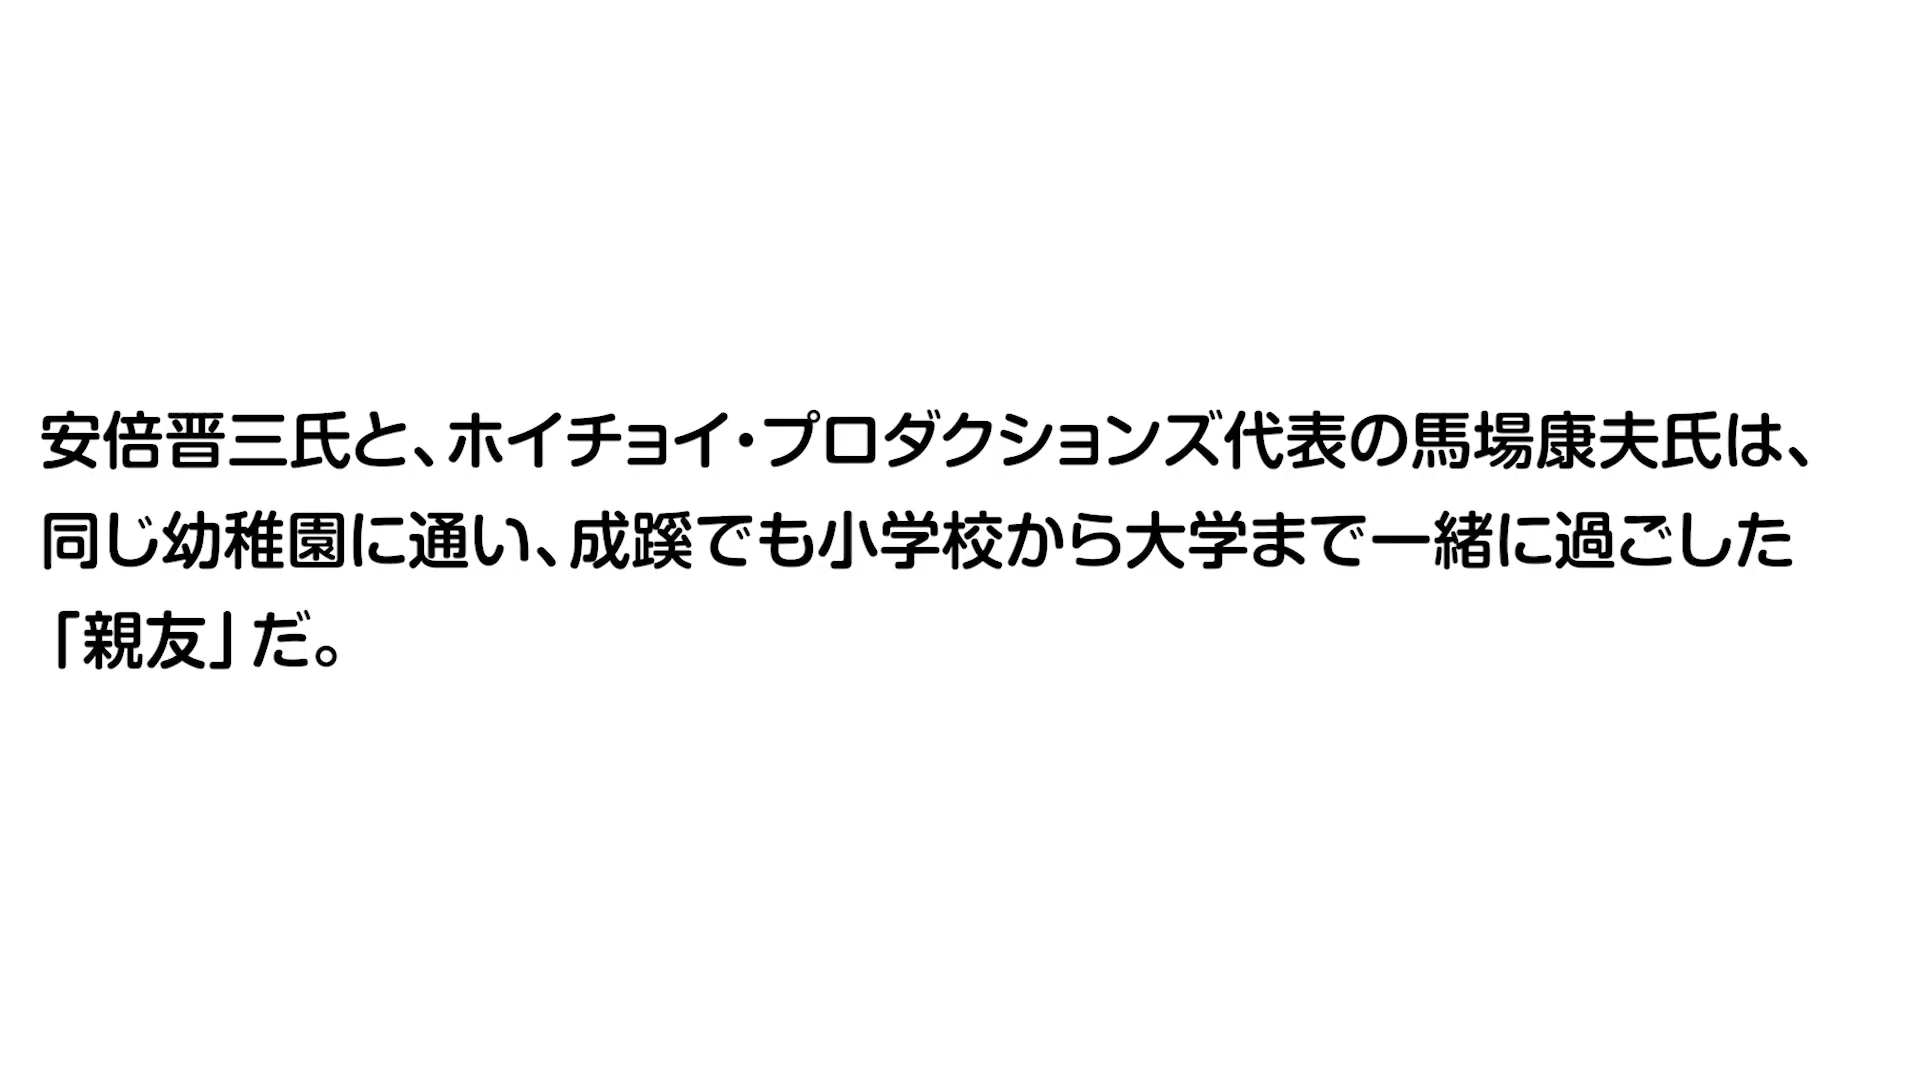 安倍晋三氏と、ホイチョイ・プロダクションズ代表の馬場康夫氏は、
同じ幼稚園に通い、成蹊でも小学校から大学まで一緒に過ごした
「親友」だ。